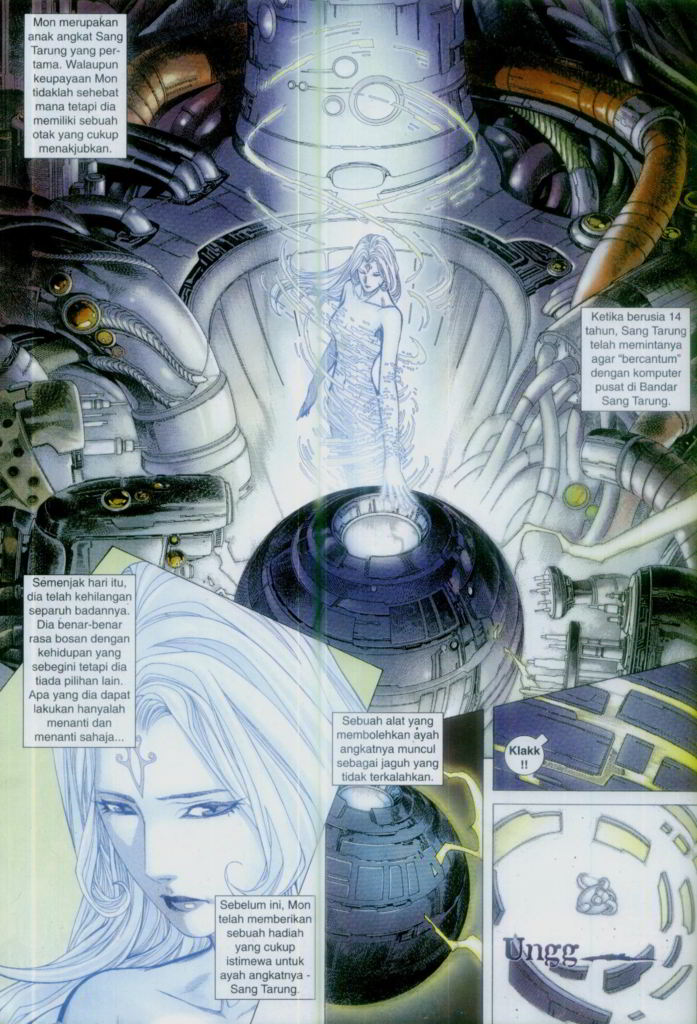 Mon merupakan
anak angkat Sang
Tarung yang per-
tama. Walaupun
keupayaan Mon
tidaklah sehebat
mana tetapi dia
memiliki sebuah
otak yang cukup
menakjubkan.
Ketika berusia 14
tahun, Sang Tarung
telah memintanya
agar "bercantum"
dengan komputer
pusat di Bandar
Sang Tarung.
Semenjak hari itu,
dia telah kehilangan
separuh badannya.
Dia benar-benar
rasa bosan dengan
kehidupan yang
sebegini tetapi dia
tiada pilihan lain.
Apa yang dia dapat
lakukan hanyalah
menanti dan
menanti sahaja...
Sebelum ini, Mon
telah memberikan
sebuah hadiah
yang cukup
istimewa untuk
ayah angkatnya -
Sang Tarung.
Sebuah alat yang
membolehkan ayah
angkatnya muncul
sebagai jaguh yang
tidak terkalahkan.
Klakk
!!
Ungg